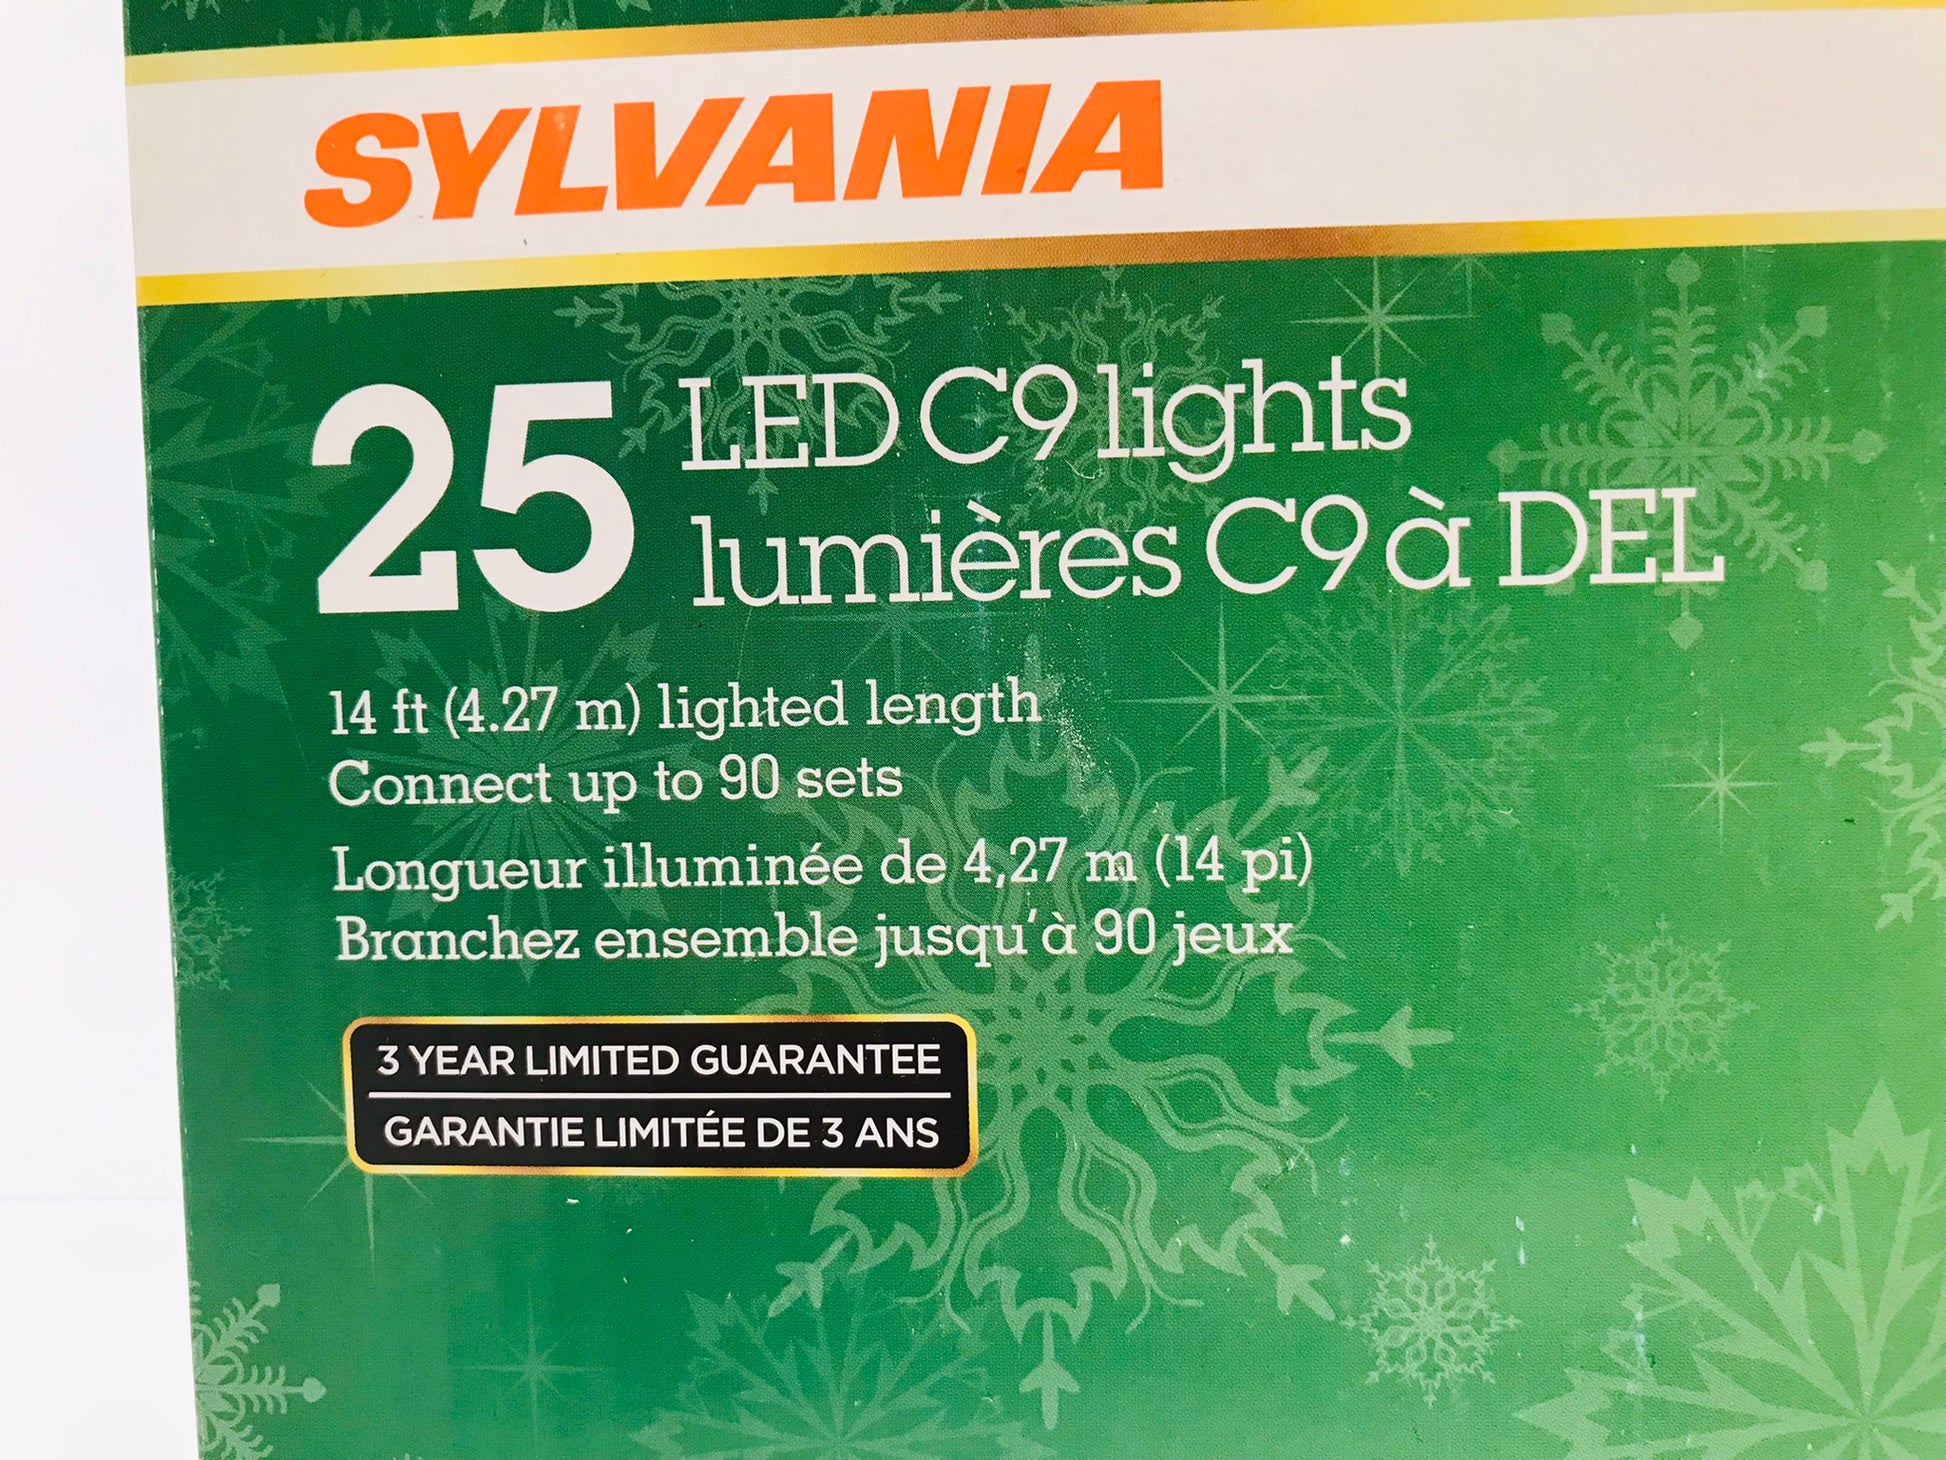 SYLVANIA
25 LED C9 lights
lumières C9 à DEL
14 ft (4.27 m) lighted length
Connect up to 90 sets
Longueur illuminée de 4,27 m (14 pi)
Branchez ensemble jusqu'à 90 jeux
3 YEAR LIMITED GUARANTEE
GARANTIE LIMITÉE DE 3 ANS